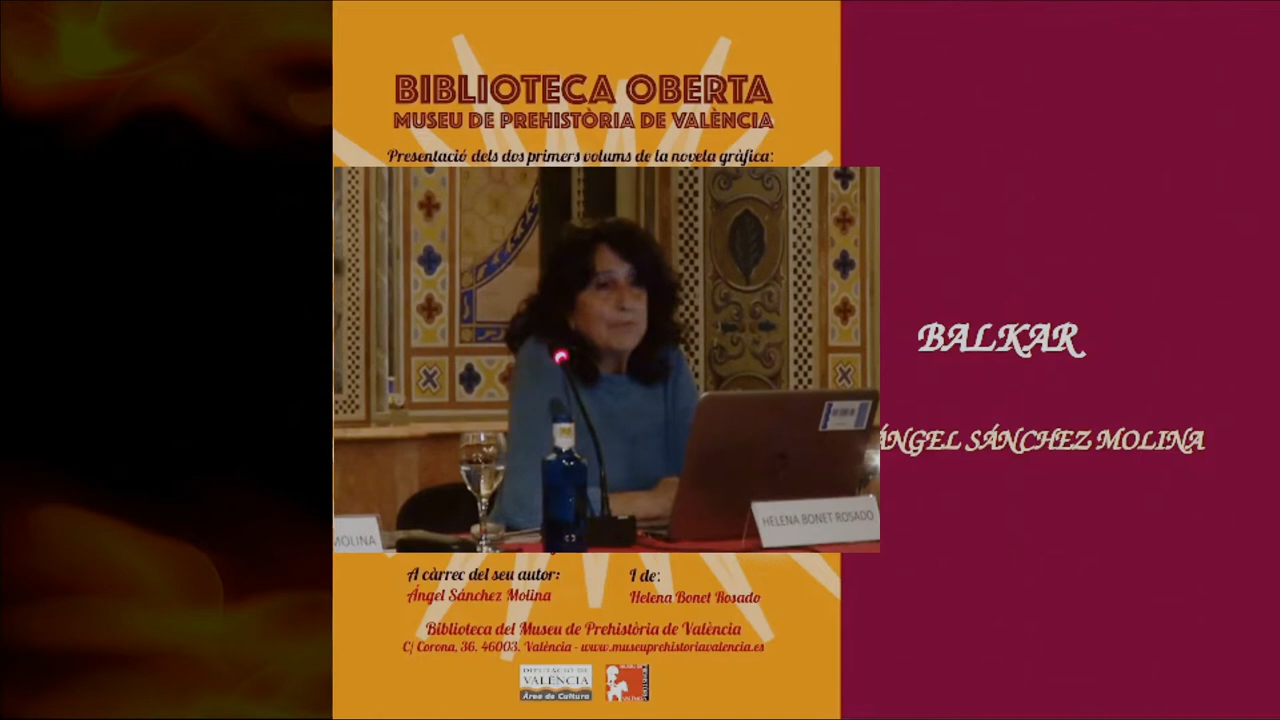 BIBLIOTECA OBERTA
MUSEU DE PREHISTÒRIA DE VALÈNCIA
Presentació dels dos primers volums de la novela gràfica:
BALKAR
ÁNGEL SÁNCHEZ MOLINA
MOLINA
HELENA BONET ROSADO
A càrrec del seu autor:
Ángel Sánchez Molina
I de:
Helena Bonet Rosado
Biblioteca del Museu de Prehistòria de València
C/ Corona, 36. 46003. València - www.museuprehistoriavalencia.es
DIPUTACIÓ DE
VALÈNCIA
Àrea de Cultura